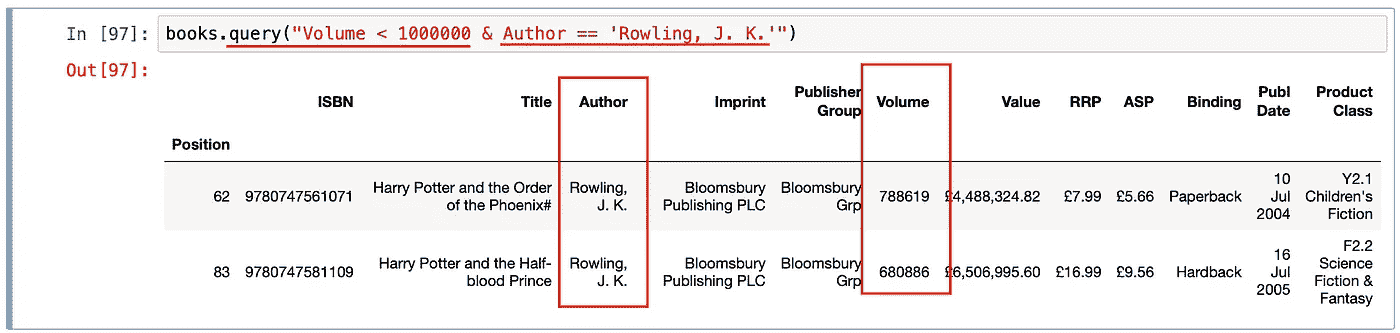 In [97]: books.query("Volume < 1000000 & Author == 'Rowling, J. K.'")
Out[97]:
ISBN Title Author Imprint Publisher Group Volume Value RRP ASP Binding Publ Date Product Class
Position
62 9780747561071 Harry Potter and the Order of the Phoenix# Rowling, J. K. Bloomsbury Publishing PLC Bloomsbury Grp 788619 £4,488,324.82 £7.99 £5.66 Paperback 10 Jul 2004 Y2.1 Children's Fiction
83 9780747581109 Harry Potter and the Half-blood Prince Rowling, J. K. Bloomsbury Publishing PLC Bloomsbury Grp 680886 £6,506,995.60 £16.99 £9.56 Hardback 16 Jul 2005 F2.2 Science Fiction & Fantasy